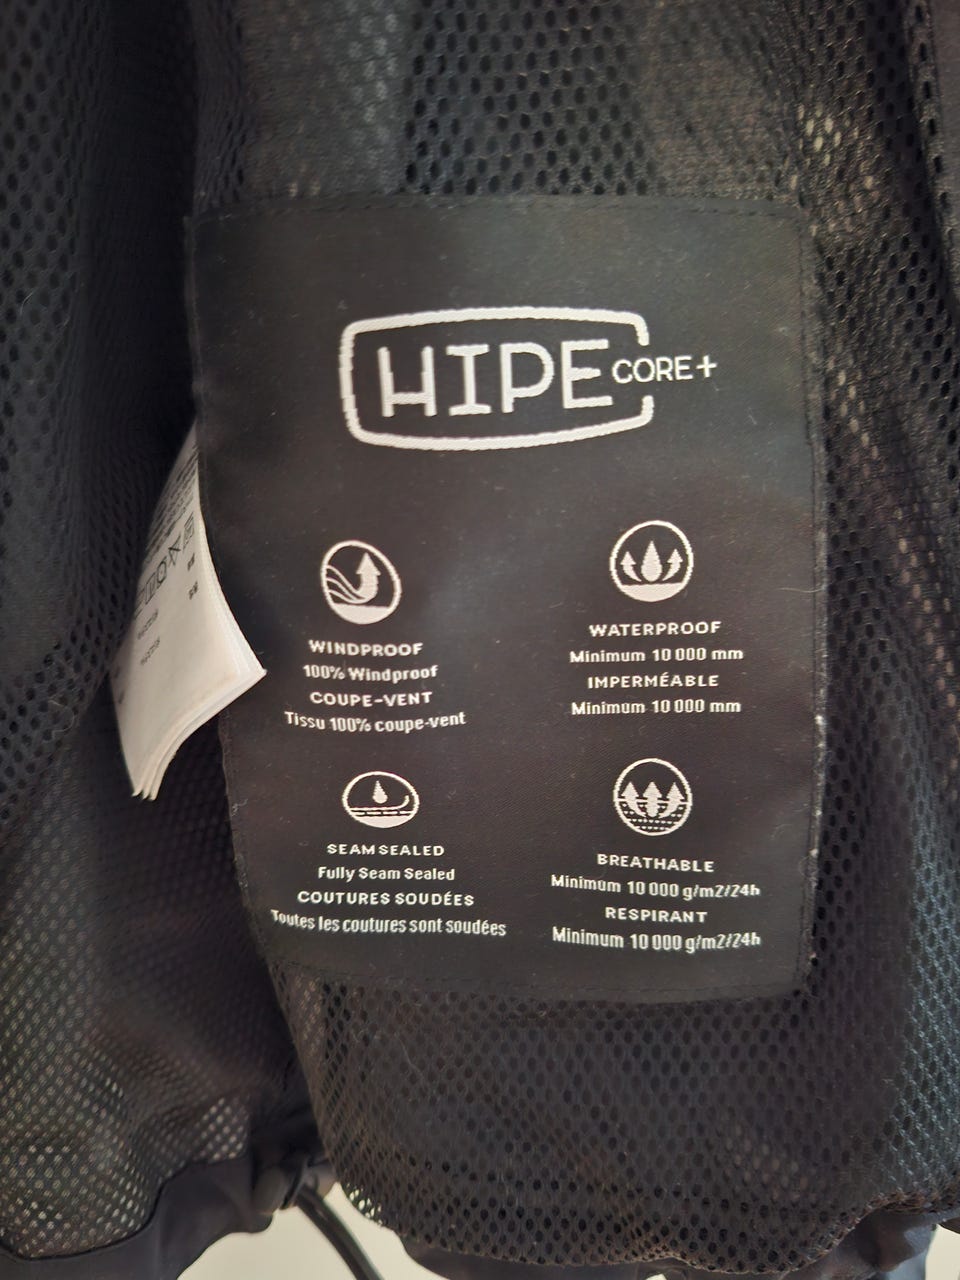 HIPE CORE+
WINDPROOF
100% Windproof
COUPE-VENT
Tissu 100% coupe-vent
WATERPROOF
Minimum 10 000 mm
IMPERMÉABLE
Minimum 10 000 mm
SEAM SEALED
Fully Seam Sealed
COUTURES SOUDÉES
Toutes les coutures sont soudées
BREATHABLE
Minimum 10 000 g/m2/24h
RESPIRANT
Minimum 10 000 g/m2/24h